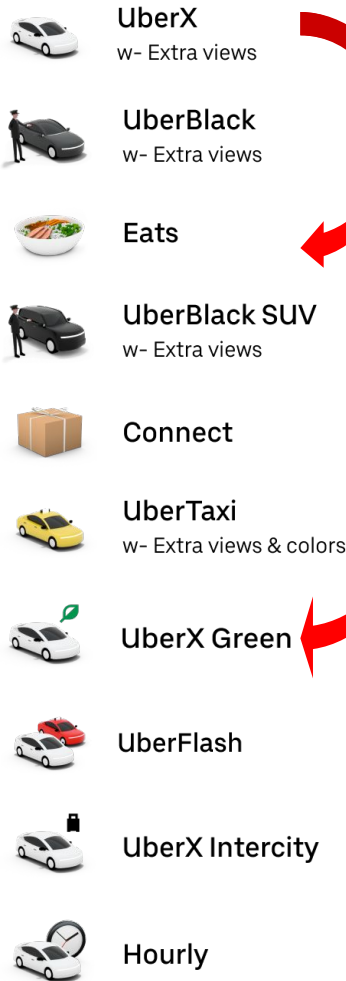 UberX
w- Extra views
UberBlack
w- Extra views
Eats
UberBlack SUV
w- Extra views
Connect
UberTaxi
w- Extra views & colors
UberX Green
UberFlash
UberX Intercity
Hourly